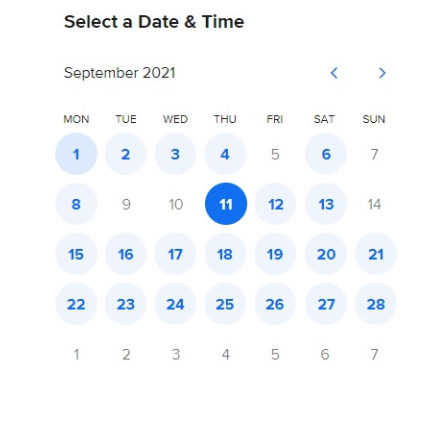 Select a Date & Time
September 2021
MON TUE WED THU FRI SAT SUN
1 2 3 4 5 6 7
8 9 10 11 12 13 14
15 16 17 18 19 20 21
22 23 24 25 26 27 28
1 2 3 4 5 6 7